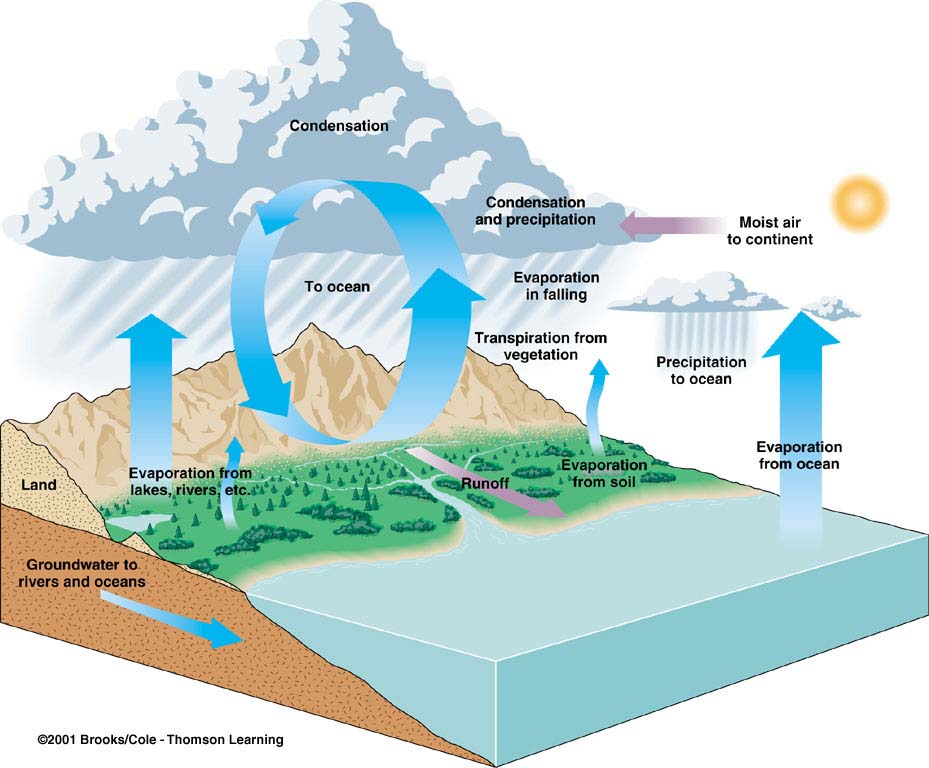 Condensation
Condensation
and precipitation
Moist air
to continent
To ocean
Evaporation
in falling
Transpiration from
vegetation
Precipitation
to ocean
Evaporation from
lakes, rivers, etc.
Land
Runoff
Evaporation
from soil
Evaporation
from ocean
Groundwater to
rivers and oceans
©2001 Brooks/Cole - Thomson Learning